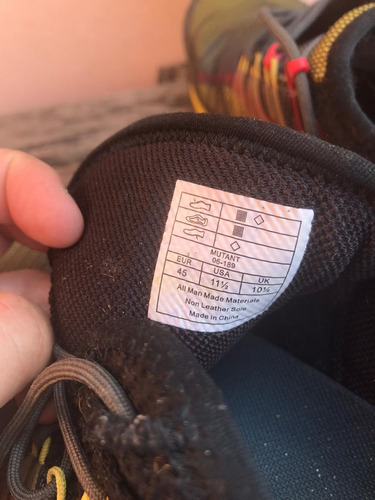 MUTANT
96-189
EUR USA UK
45 11½ 10½
All Man Made Materials
Non Leather Sole
Made in China